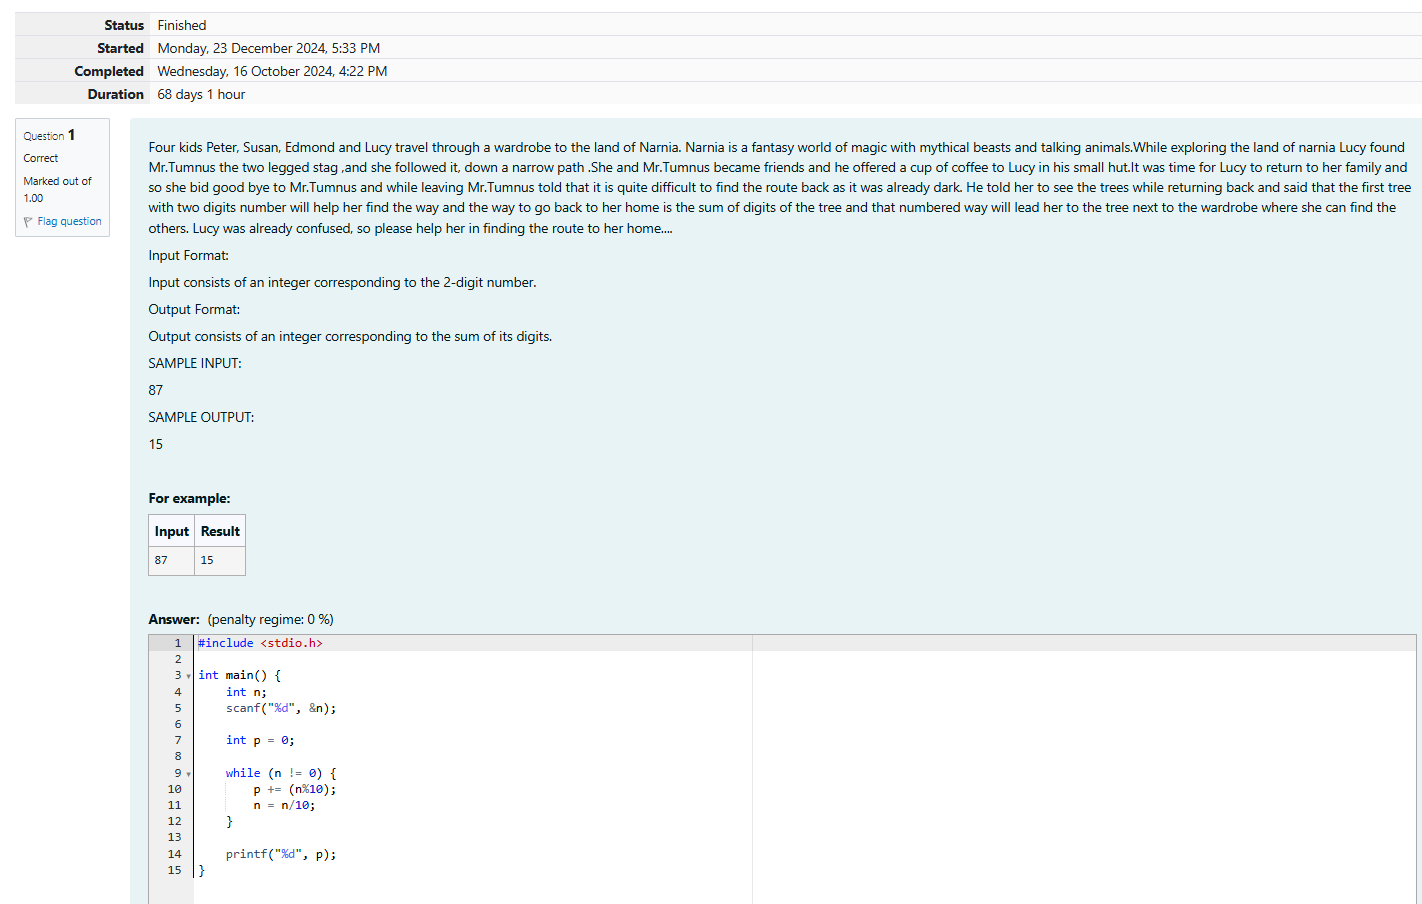 Status Finished
Started Monday, 23 December 2024, 5:33 PM
Completed Wednesday, 16 October 2024, 4:22 PM
Duration 68 days 1 hour
Question 1
Correct
Marked out of
1.00
Flag question
Four kids Peter, Susan, Edmond and Lucy travel through a wardrobe to the land of Narnia. Narnia is a fantasy world of magic with mythical beasts and talking animals.While exploring the land of narnia Lucy found
Mr.Tumnus the two legged stag ,and she followed it, down a narrow path .She and Mr.Tumnus became friends and he offered a cup of coffee to Lucy in his small hut.It was time for Lucy to return to her family and
so she bid good bye to Mr.Tumnus and while leaving Mr.Tumnus told that it is quite difficult to find the route back as it was already dark. He told her to see the trees while returning back and said that the first tree
with two digits number will help her find the way and the way to go back to her home is the sum of digits of the tree and that numbered way will lead her to the tree next to the wardrobe where she can find the
others. Lucy was already confused, so please help her in finding the route to her home....
Input Format:
Input consists of an integer corresponding to the 2-digit number.
Output Format:
Output consists of an integer corresponding to the sum of its digits.
SAMPLE INPUT:
87
SAMPLE OUTPUT:
15
For example:
Input Result
87 15
Answer: (penalty regime: 0 %)
1 #include <stdio.h>
2
3 int main() {
4 int n;
5 scanf("%d", &n);
6
7 int p = 0;
8
9 while (n != 0) {
10 p += (n%10);
11 n = n/10;
12 }
13
14 printf("%d", p);
15 }